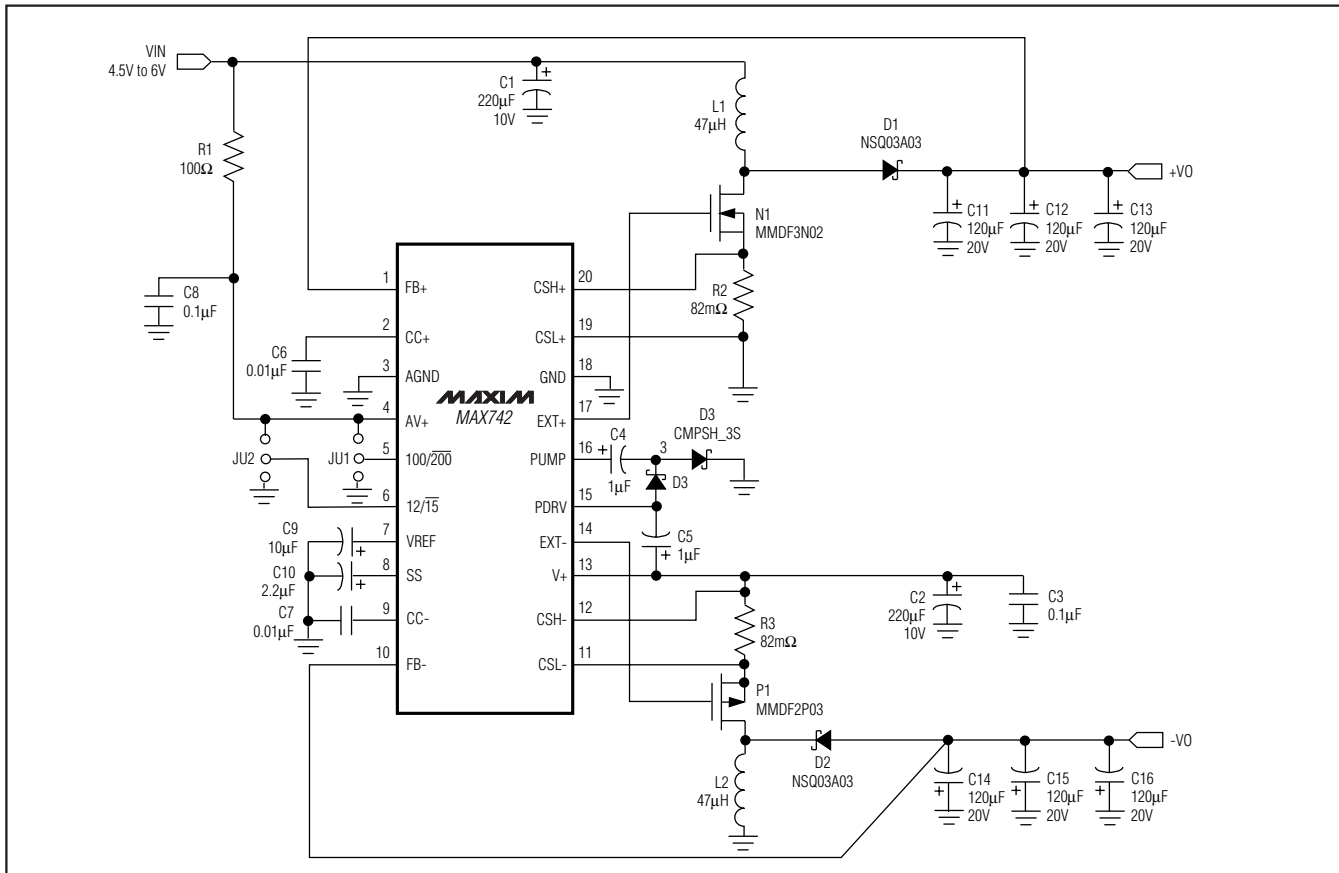 VIN
4.5V to 6V
C1
220µF
10V
+
L1
47µH
D1
NSQ03A03
+VO
R1
100Ω
N1
MMDF3N02
+
C11
120µF
20V
+
C12
120µF
20V
+
C13
120µF
20V
C8
0.1µF
R2
82mΩ
1
FB+
CSH+
20
2
CC+
CSL+
19
C6
0.01µF
3
AGND
GND
18
MAXIM
MAX742
4
AV+
EXT+
17
JU2
JU1
5
100/200
PUMP
16
C4
+
1µF
3
D3
CMPSH_3S
D3
6
12/15
PDRV
15
C9
10µF
+
7
VREF
EXT-
14
C5
1µF
+
C10
2.2µF
+
8
SS
V+
13
C7
0.01µF
9
CC-
CSH-
12
R3
82mΩ
C2
220µF
10V
+
C3
0.1µF
10
FB-
CSL-
11
P1
MMDF2P03
D2
NSQ03A03
-VO
L2
47µH
+
C14
120µF
20V
+
C15
120µF
20V
+
C16
120µF
20V